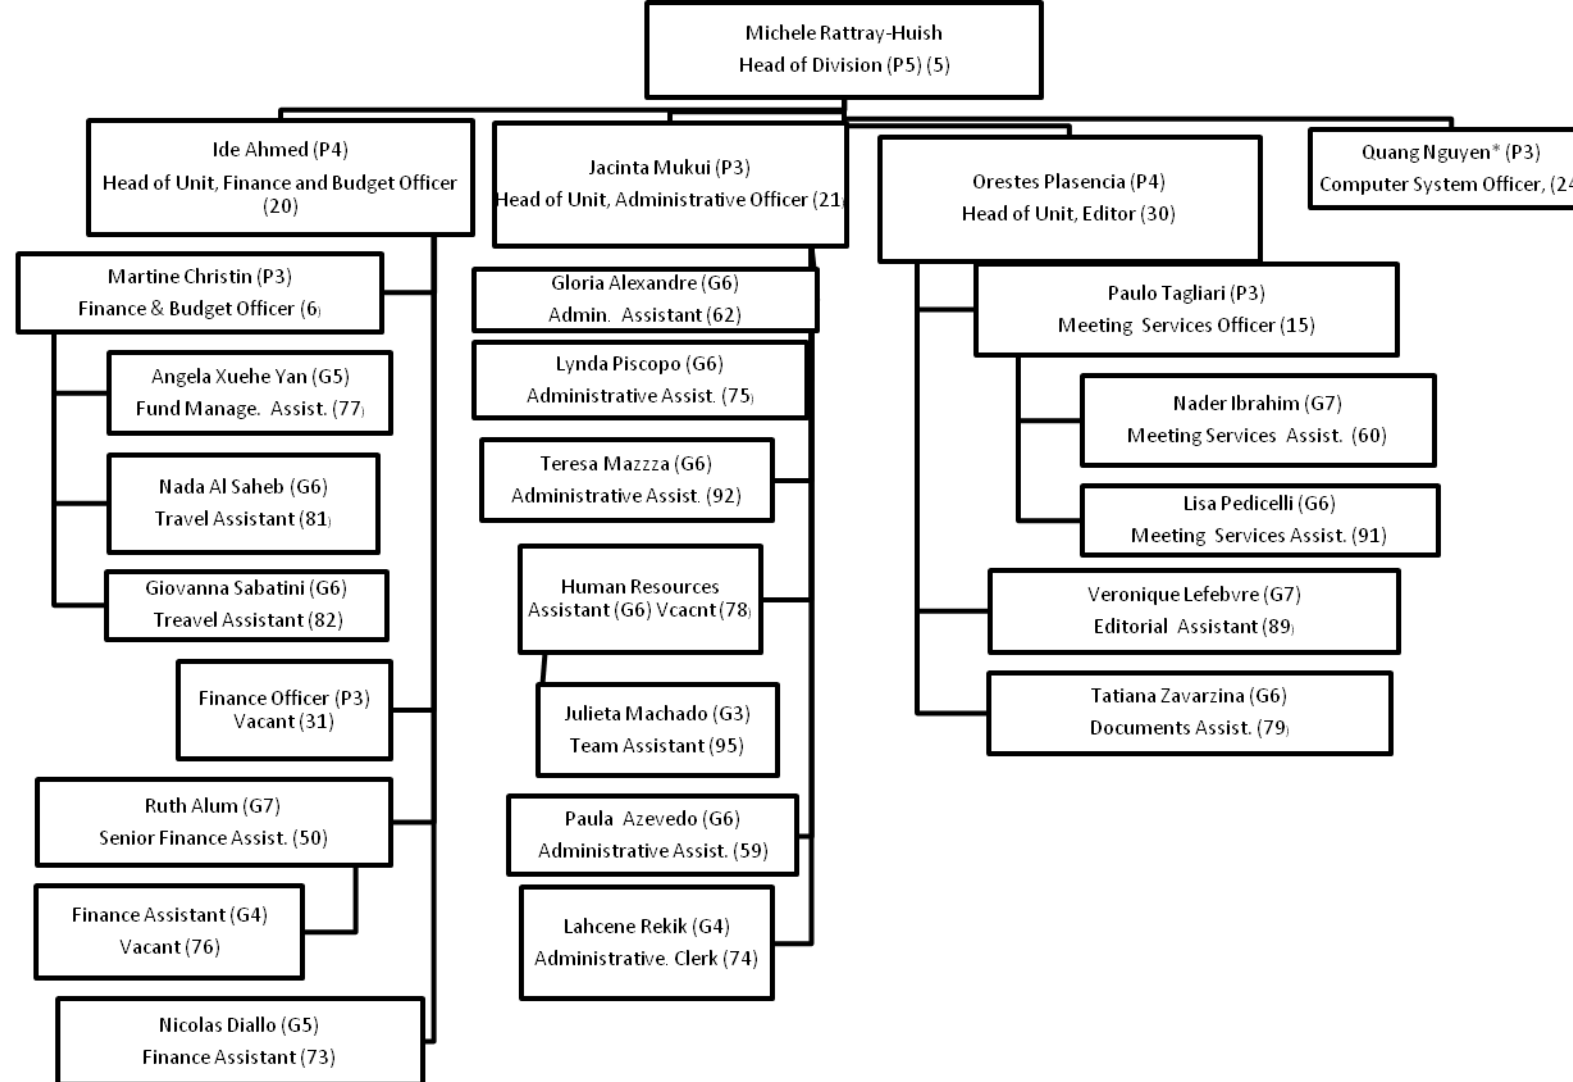 Michele Rattray-Huish
Head of Division (P5) (5)
Ide Ahmed (P4)
Head of Unit, Finance and Budget Officer
(20)
Jacinta Mukui (P3)
Head of Unit, Administrative Officer (21)
Orestes Plasencia (P4)
Head of Unit, Editor (30)
Quang Nguyen* (P3)
Computer System Officer, (24
Martine Christin (P3)
Finance & Budget Officer (6)
Angela Xuehe Yan (G5)
Fund Manage. Assist. (77)
Nada Al Saheb (G6)
Travel Assistant (81)
Giovanna Sabatini (G6)
Treavel Assistant (82)
Finance Officer (P3)
Vacant (31)
Ruth Alum (G7)
Senior Finance Assist. (50)
Finance Assistant (G4)
Vacant (76)
Nicolas Diallo (G5)
Finance Assistant (73)
Gloria Alexandre (G6)
Admin. Assistant (62)
Lynda Piscopo (G6)
Administrative Assist. (75)
Teresa Mazzza (G6)
Administrative Assist. (92)
Human Resources
Assistant (G6) Vcacnt (78)
Julieta Machado (G3)
Team Assistant (95)
Paula Azevedo (G6)
Administrative Assist. (59)
Lahcene Rekik (G4)
Administrative. Clerk (74)
Paulo Tagliari (P3)
Meeting Services Officer (15)
Nader Ibrahim (G7)
Meeting Services Assist. (60)
Lisa Pedicelli (G6)
Meeting Services Assist. (91)
Veronique Lefebvre (G7)
Editorial Assistant (89)
Tatiana Zavarzina (G6)
Documents Assist. (79)